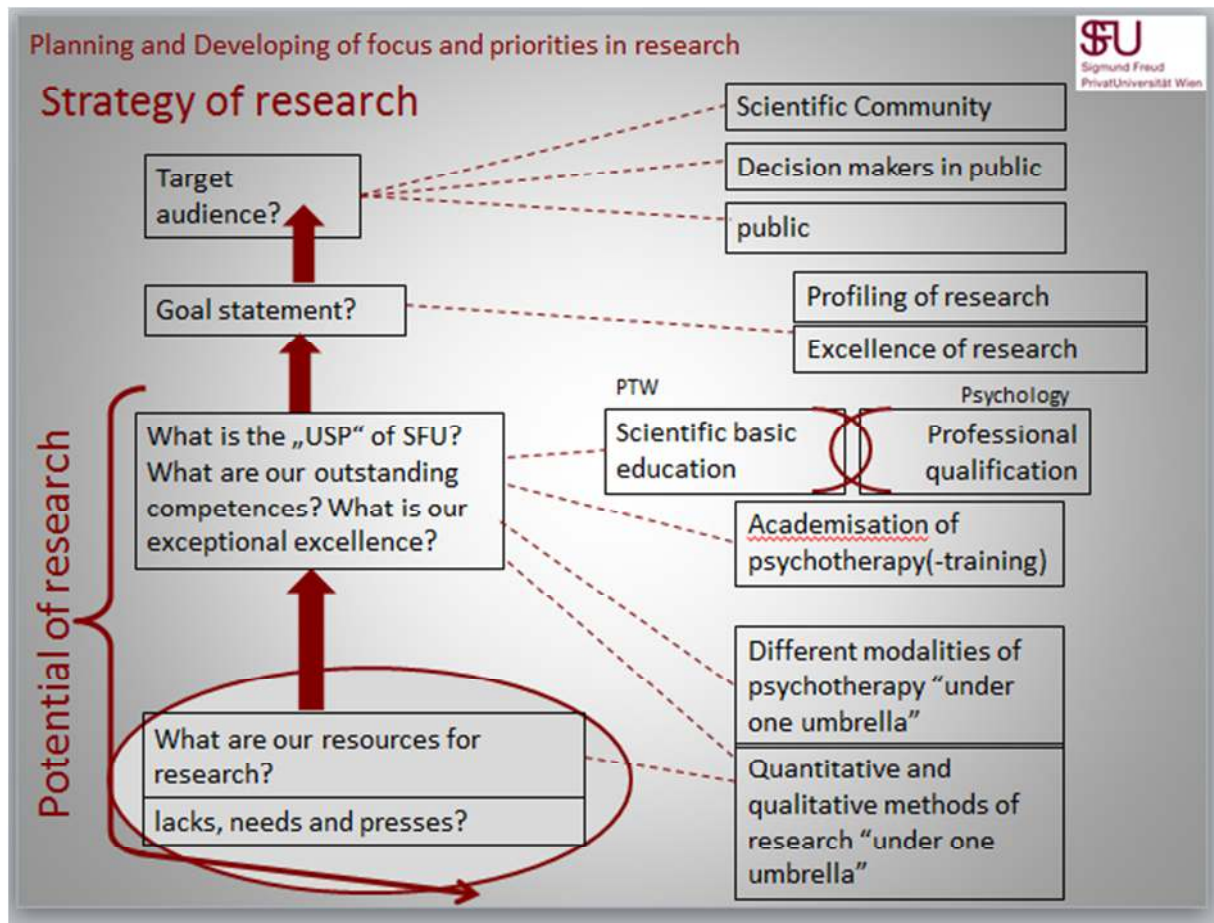 Planning and Developing of focus and priorities in research
SFU
Sigmund Freud
PrivatUniversität Wien
Strategy of research
Target
audience?
Scientific Community
Decision makers in public
public
Goal statement?
Profiling of research
Excellence of research
PTW
Psychology
What is the „USP“ of SFU?
What are our outstanding
competences? What is our
exceptional excellence?
Scientific basic
education
Professional
qualification
Academisation of
psychotherapy(-training)
Potential of research
Different modalities of
psychotherapy “under
one umbrella”
What are our resources for
research?
lacks, needs and presses?
Quantitative and
qualitative methods of
research “under one
umbrella”